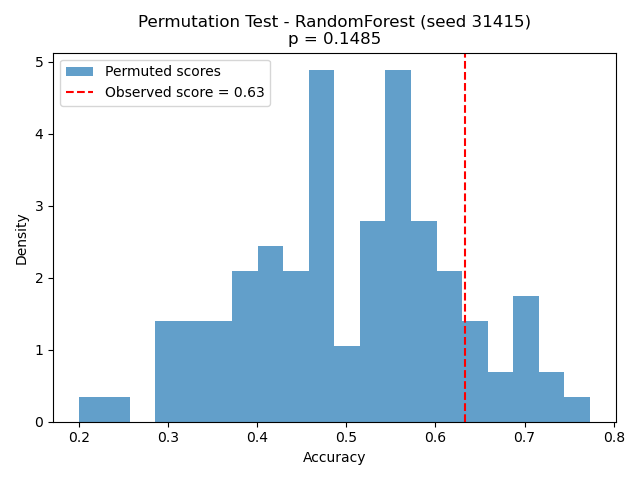 Permutation Test - RandomForest (seed 31415)
p = 0.1485
Permuted scores
Observed score = 0.63
Density
5
4
3
2
1
0
0.2 0.3 0.4 0.5 0.6 0.7 0.8
Accuracy